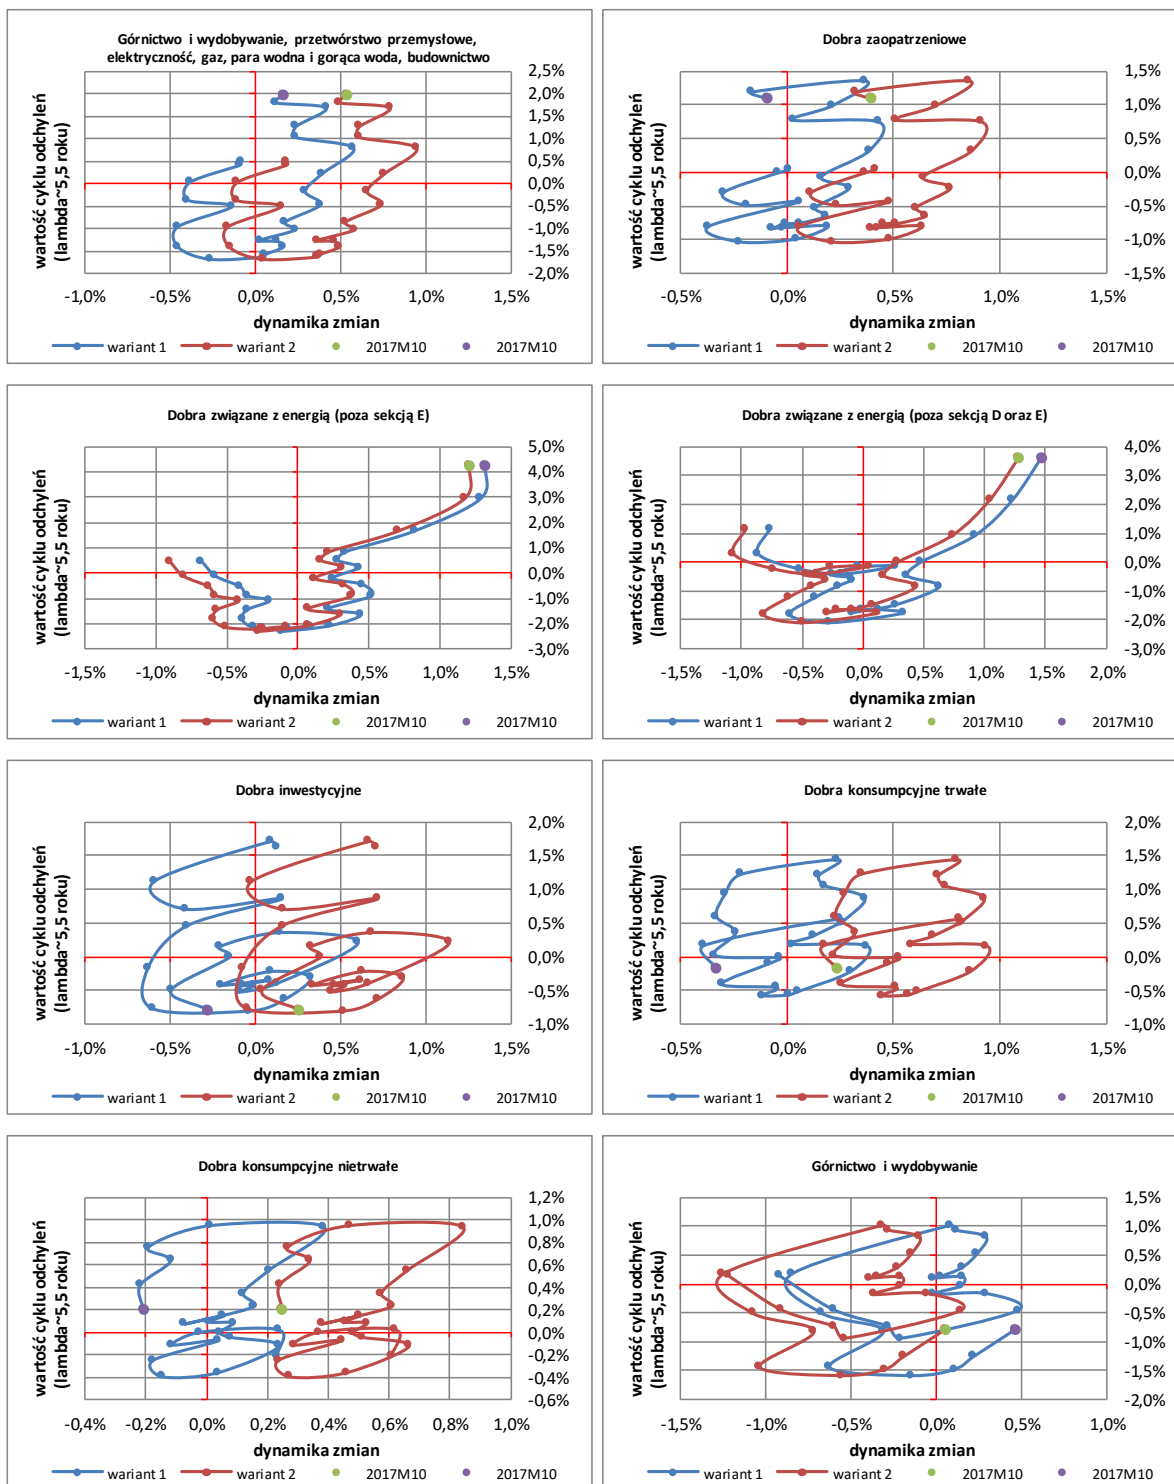 Górnictwo i wydobywanie, przetwórstwo przemysłowe,
elektryczność, gaz, para wodna i gorąca woda, budownictwo
wartość cyklu odchyleń
(lambda~5,5 roku)
2,5%
2,0%
1,5%
1,0%
0,5%
0,0%
-0,5%
-1,0%
-1,5%
-2,0%
-1,0% -0,5% 0,0% 0,5% 1,0% 1,5%
dynamika zmian
wariant 1 wariant 2 2017M10 2017M10
Dobra zaopatrzeniowe
wartość cyklu odchyleń
(lambda~5,5 roku)
1,5%
1,0%
0,5%
0,0%
-0,5%
-1,0%
-1,5%
-0,5% 0,0% 0,5% 1,0% 1,5%
dynamika zmian
wariant 1 wariant 2 2017M10 2017M10
Dobra związane z energią (poza sekcją E)
wartość cyklu odchyleń
(lambda~5,5 roku)
5,0%
4,0%
3,0%
2,0%
1,0%
0,0%
-1,0%
-2,0%
-3,0%
-1,5% -1,0% -0,5% 0,0% 0,5% 1,0% 1,5%
dynamika zmian
wariant 1 wariant 2 2017M10 2017M10
Dobra związane z energią (poza sekcją D oraz E)
wartość cyklu odchyleń
(lambda~5,5 roku)
4,0%
3,0%
2,0%
1,0%
0,0%
-1,0%
-2,0%
-3,0%
-1,5% -1,0% -0,5% 0,0% 0,5% 1,0% 1,5% 2,0%
dynamika zmian
wariant 1 wariant 2 2017M10 2017M10
Dobra inwestycyjne
wartość cyklu odchyleń
(lambda~5,5 roku)
2,0%
1,5%
1,0%
0,5%
0,0%
-0,5%
-1,0%
-1,0% -0,5% 0,0% 0,5% 1,0% 1,5%
dynamika zmian
wariant 1 wariant 2 2017M10 2017M10
Dobra konsumpcyjne trwałe
wartość cyklu odchyleń
(lambda~5,5 roku)
2,0%
1,5%
1,0%
0,5%
0,0%
-0,5%
-1,0%
-0,5% 0,0% 0,5% 1,0% 1,5%
dynamika zmian
wariant 1 wariant 2 2017M10 2017M10
Dobra konsumpcyjne nietrwałe
wartość cyklu odchyleń
(lambda~5,5 roku)
1,2%
1,0%
0,8%
0,6%
0,4%
0,2%
0,0%
-0,2%
-0,4%
-0,6%
-0,4% -0,2% 0,0% 0,2% 0,4% 0,6% 0,8% 1,0%
dynamika zmian
wariant 1 wariant 2 2017M10 2017M10
Górnictwo i wydobywanie
wartość cyklu odchyleń
(lambda~5,5 roku)
1,5%
1,0%
0,5%
0,0%
-0,5%
-1,0%
-1,5%
-2,0%
-1,5% -1,0% -0,5% 0,0% 0,5% 1,0%
dynamika zmian
wariant 1 wariant 2 2017M10 2017M10